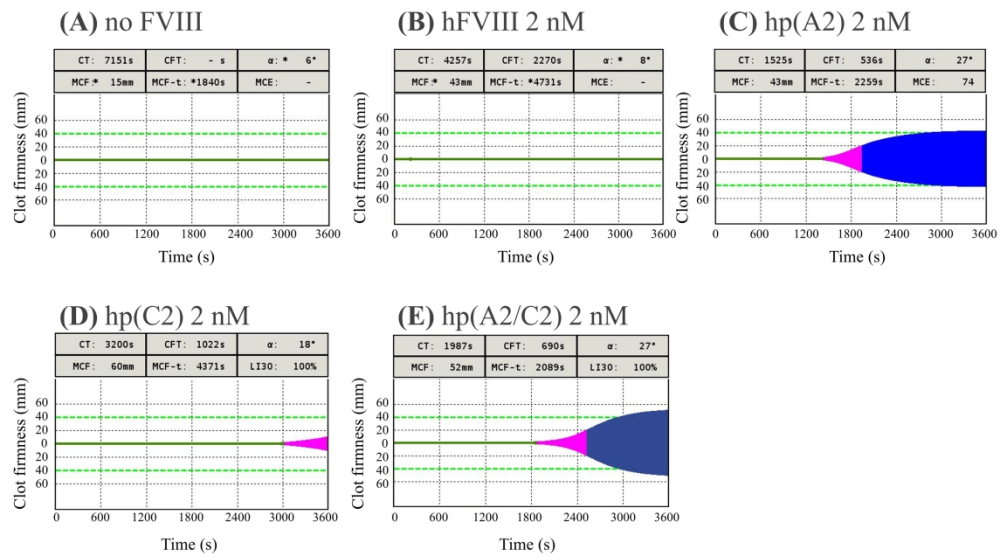 (A) no FVIII
CT: 7151s CFT: - s α: * 6°
MCF:* 15mm MCF-t: *1840s MCE: -
Clot firmness (mm)
60
40
20
0
20
40
60
0 600 1200 1800 2400 3000 3600
Time (s)
(B) hFVIII 2 nM
CT: 4257s CFT: 2270s α: * 8°
MCF: * 43mm MCF-t: *4731s MCE: -
Clot firmness (mm)
60
40
20
0
20
40
60
0 600 1200 1800 2400 3000 3600
Time (s)
(C) hp(A2) 2 nM
CT: 1525s CFT: 536s α: 27°
MCF: 43mm MCF-t: 2259s MCE: 74
Clot firmness (mm)
60
40
20
0
20
40
60
0 600 1200 1800 2400 3000 3600
Time (s)
(D) hp(C2) 2 nM
CT: 3200s CFT: 1022s α: 18°
MCF: 60mm MCF-t: 4371s LI30: 100%
Clot firmness (mm)
60
40
20
0
20
40
60
0 600 1200 1800 2400 3000 3600
Time (s)
(E) hp(A2/C2) 2 nM
CT: 1987s CFT: 690s α: 27°
MCF: 52mm MCF-t: 2089s LI30: 100%
Clot firmness (mm)
60
40
20
0
20
40
60
0 600 1200 1800 2400 3000 3600
Time (s)